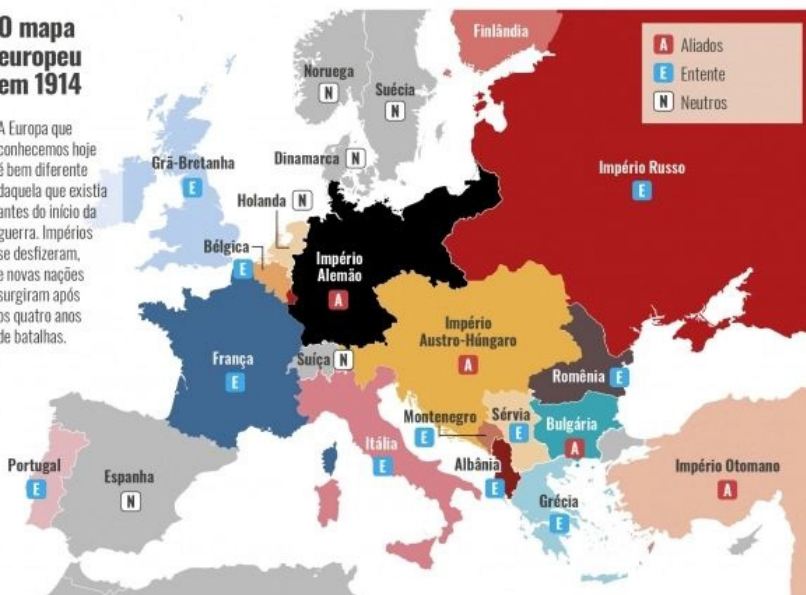 O mapa
europeu
em 1914
A Europa que
conhecemos hoje
é bem diferente
daquela que existia
antes do início da
guerra. Impérios
se desfizeram,
e novas nações
surgiram após
os quatro anos
de batalhas.
A Aliados
E Entente
N Neutros
Finlândia
Noruega
N
Suécia
N
Dinamarca N
Grã-Bretanha
E
Holanda N
Império Russo
E
Bélgica
E
Império
Alemão
A
Império
Austro-Húngaro
A
França
E
Suíça N
Romênia E
Montenegro
E
Sérvia
E
Bulgária
A
Itália
E
Albânia
E
Portugal
E
Espanha
N
Grécia
E
Império Otomano
A